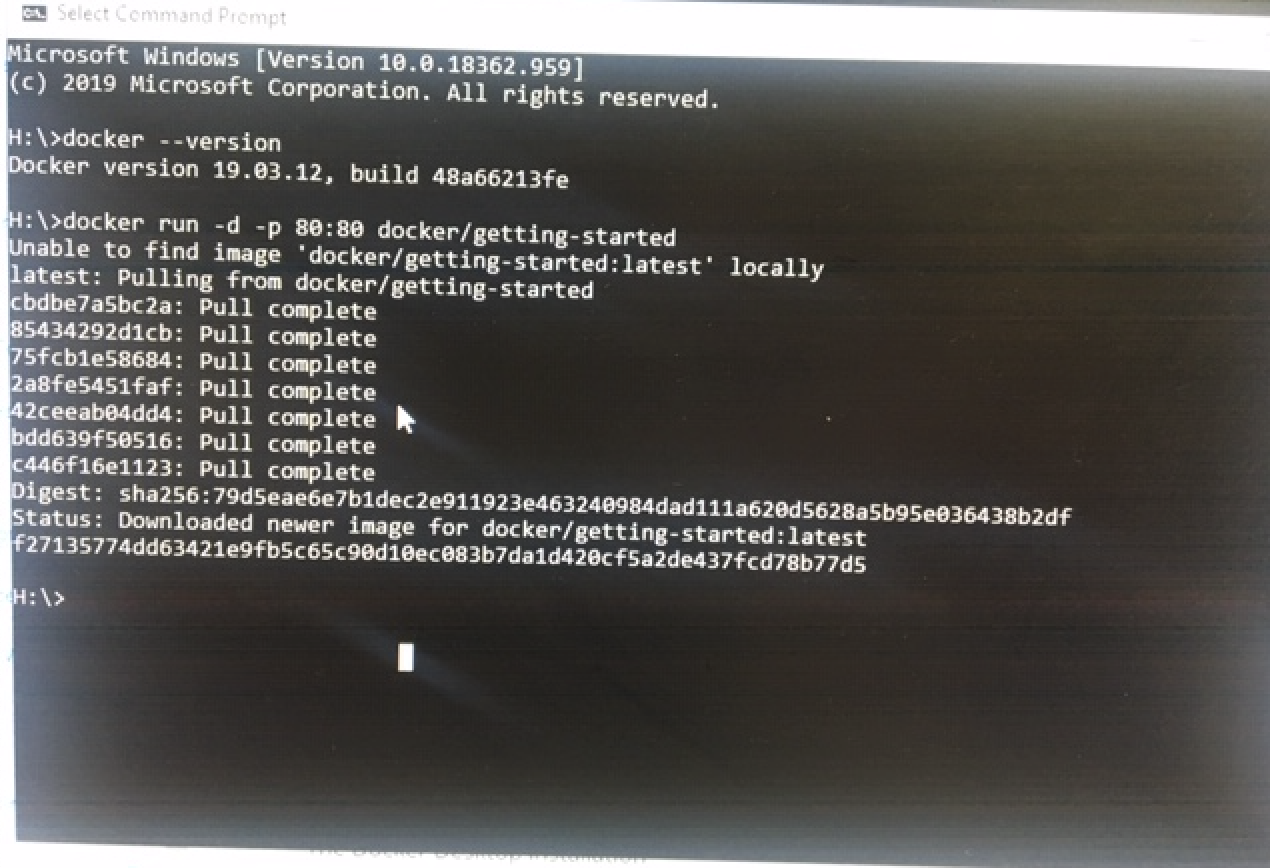 Select Command Prompt
Microsoft Windows [Version 10.0.18362.959]
(c) 2019 Microsoft Corporation. All rights reserved.
H:\>docker --version
Docker version 19.03.12, build 48a66213fe
H:\>docker run -d -p 80:80 docker/getting-started
Unable to find image 'docker/getting-started:latest' locally
latest: Pulling from docker/getting-started
cbdbe7a5bc2a: Pull complete
85434292d1cb: Pull complete
75fcb1e58684: Pull complete
2a8fe5451faf: Pull complete
42ceeab04dd4: Pull complete
bdd639f50516: Pull complete
c446f16e1123: Pull complete
Digest: sha256:79d5eae6e7b1dec2e911923e463240984dad111a620d5628a5b95e036438b2df
Status: Downloaded newer image for docker/getting-started:latest
f27135774dd63421e9fb5c65c90d10ec083b7da1d420cf5a2de437fcd78b77d5
H:\>
The Docker Desktop Installation